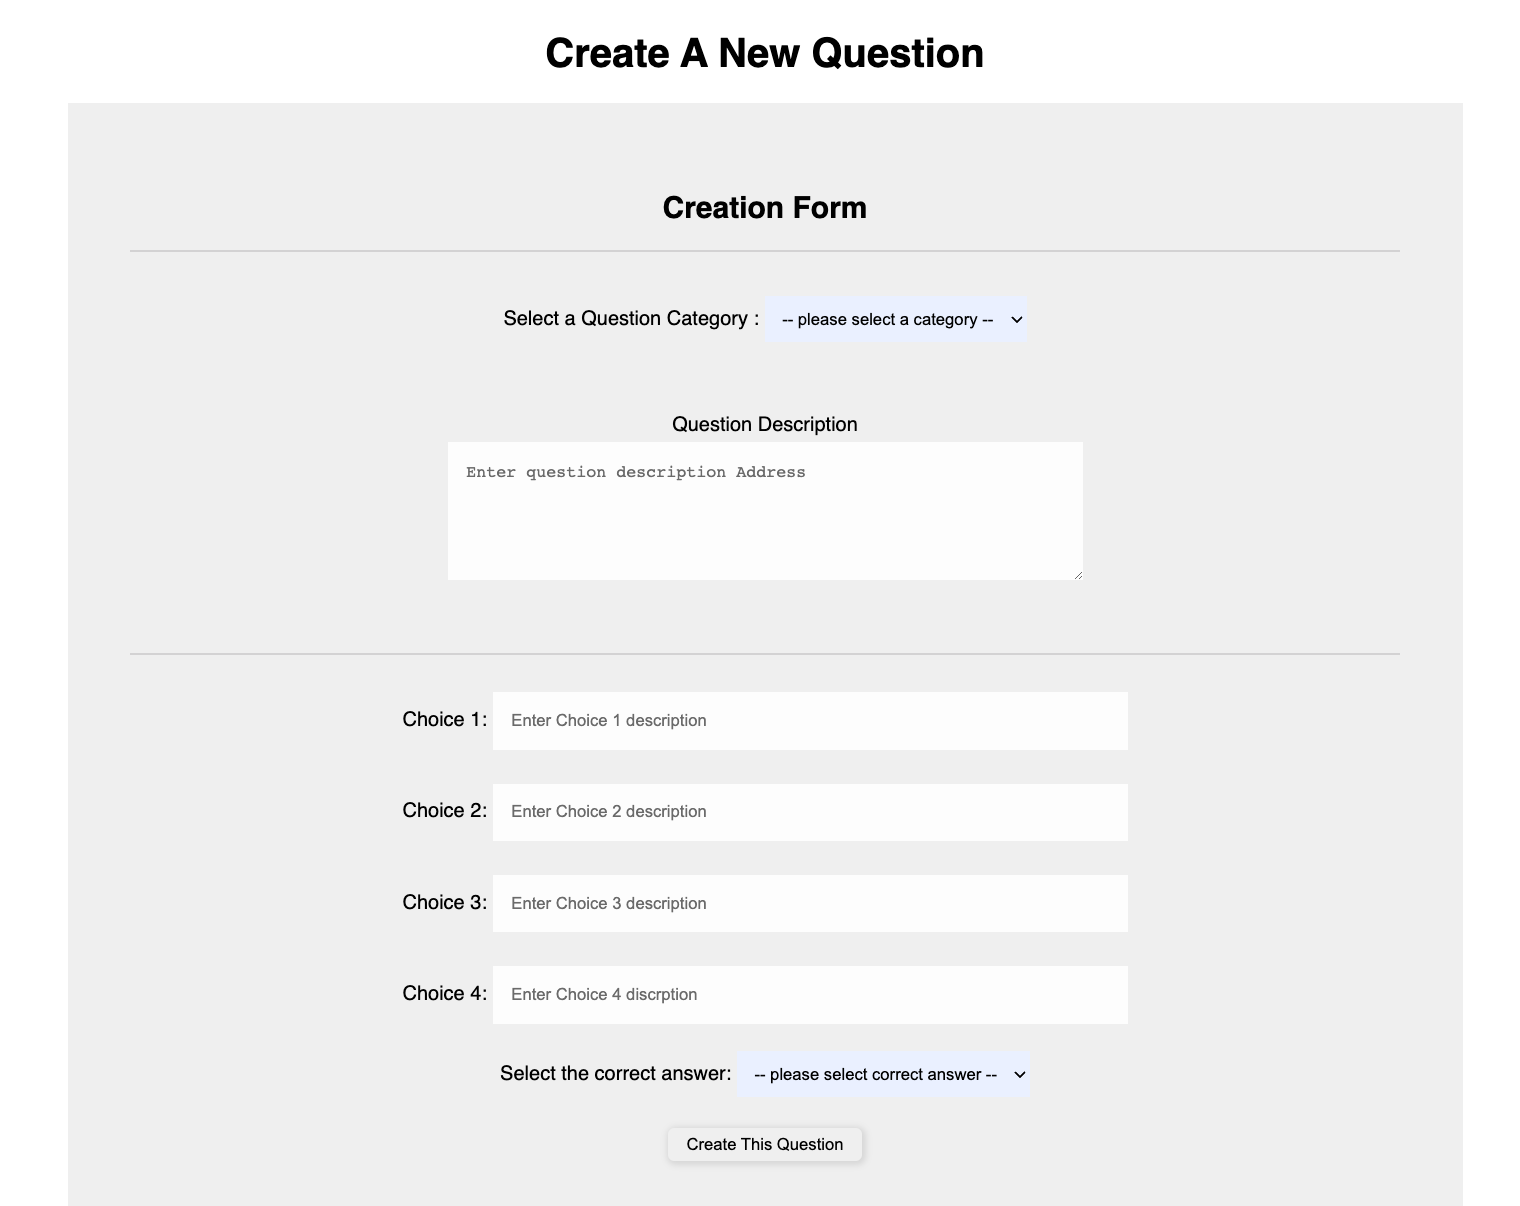 Create A New Question
Creation Form
Select a Question Category : -- please select a category --
Question Description
Enter question description Address
Choice 1: Enter Choice 1 description
Choice 2: Enter Choice 2 description
Choice 3: Enter Choice 3 description
Choice 4: Enter Choice 4 discrption
Select the correct answer: -- please select correct answer --
Create This Question